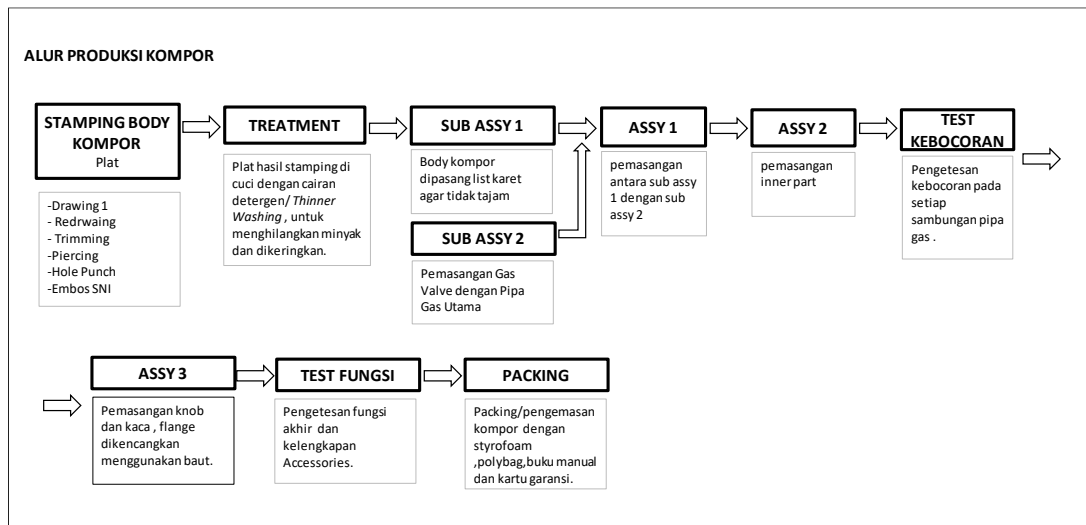 ALUR PRODUKSI KOMPOR
STAMPING BODY
KOMPOR
Plat
-Drawing 1
- Redrwaing
- Trimming
-Piercing
-Hole Punch
-Embos SNI
TREATMENT
Plat hasil stamping di
cuci dengan cairan
detergen/ Thinner
Washing , untuk
menghilangkan minyak
dan dikeringkan.
SUB ASSY 1
Body kompor
dipasang list karet
agar tidak tajam
SUB ASSY 2
Pemasangan Gas
Valve dengan Pipa
Gas Utama
ASSY 1
pemasangan
antara sub assy
1 dengan sub
assy 2
ASSY 2
pemasangan
inner part
TEST
KEBOCORAN
Pengetesan
kebocoran pada
setiap
sambungan pipa
gas .
ASSY 3
Pemasangan knob
dan kaca , flange
dikencangkan
menggunakan baut.
TEST FUNGSI
Pengetesan fungsi
akhir dan
kelengkapan
Accessories.
PACKING
Packing/pengemasan
kompor dengan
styrofoam
,polybag,buku manual
dan kartu garansi.